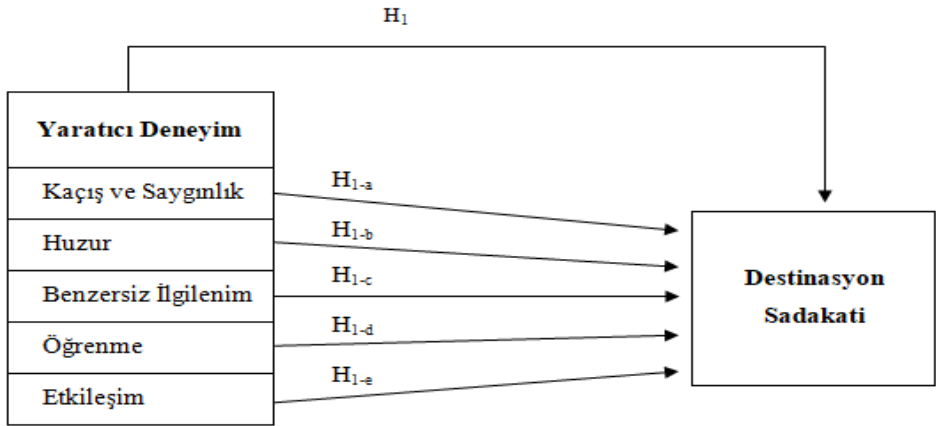 H1
Yaratıcı Deneyim
Kaçış ve Saygınlık
Huzur
Benzersiz İlgilenim
Öğrenme
Etkileşim
H1-a
H1-b
H1-c
H1-d
H1-e
Destinasyon
Sadakati